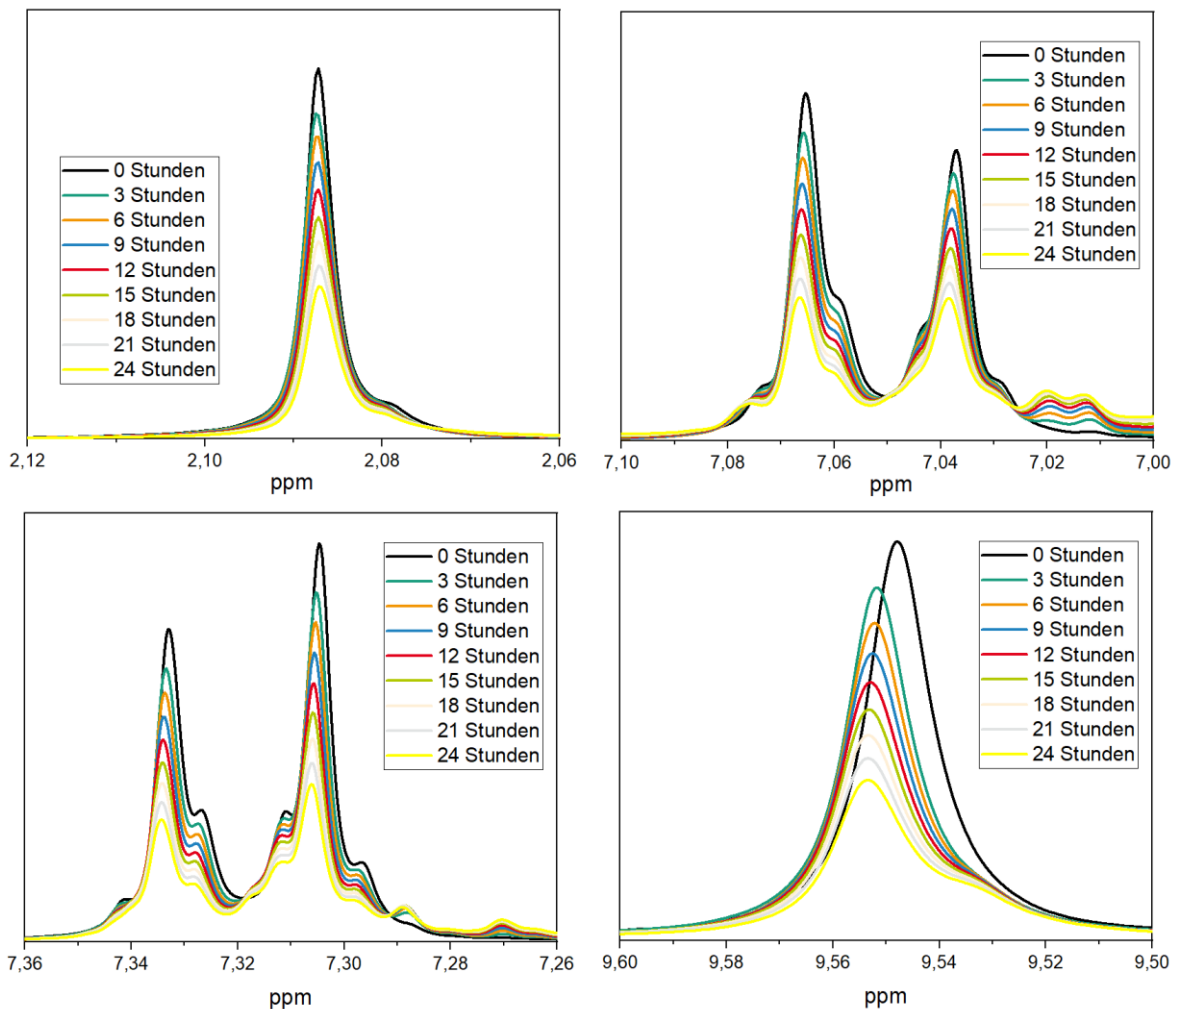 0 Stunden
3 Stunden
6 Stunden
9 Stunden
12 Stunden
15 Stunden
18 Stunden
21 Stunden
24 Stunden
2,12 2,10 2,08 2,06
ppm
0 Stunden
3 Stunden
6 Stunden
9 Stunden
12 Stunden
15 Stunden
18 Stunden
21 Stunden
24 Stunden
7,10 7,08 7,06 7,04 7,02 7,00
ppm
0 Stunden
3 Stunden
6 Stunden
9 Stunden
12 Stunden
15 Stunden
18 Stunden
21 Stunden
24 Stunden
7,36 7,34 7,32 7,30 7,28 7,26
ppm
0 Stunden
3 Stunden
6 Stunden
9 Stunden
12 Stunden
15 Stunden
18 Stunden
21 Stunden
24 Stunden
9,60 9,58 9,56 9,54 9,52 9,50
ppm